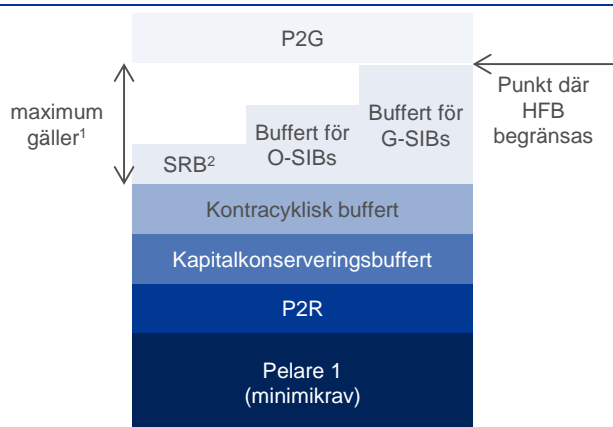 P2G
maximum
gäller¹
Punkt där
HFB
begränsas
SRB²
Buffert för
O-SIBs
Buffert för
G-SIBs
Kontracyklisk buffert
Kapitalkonserveringsbuffert
P2R
Pelare 1
(minimikrav)